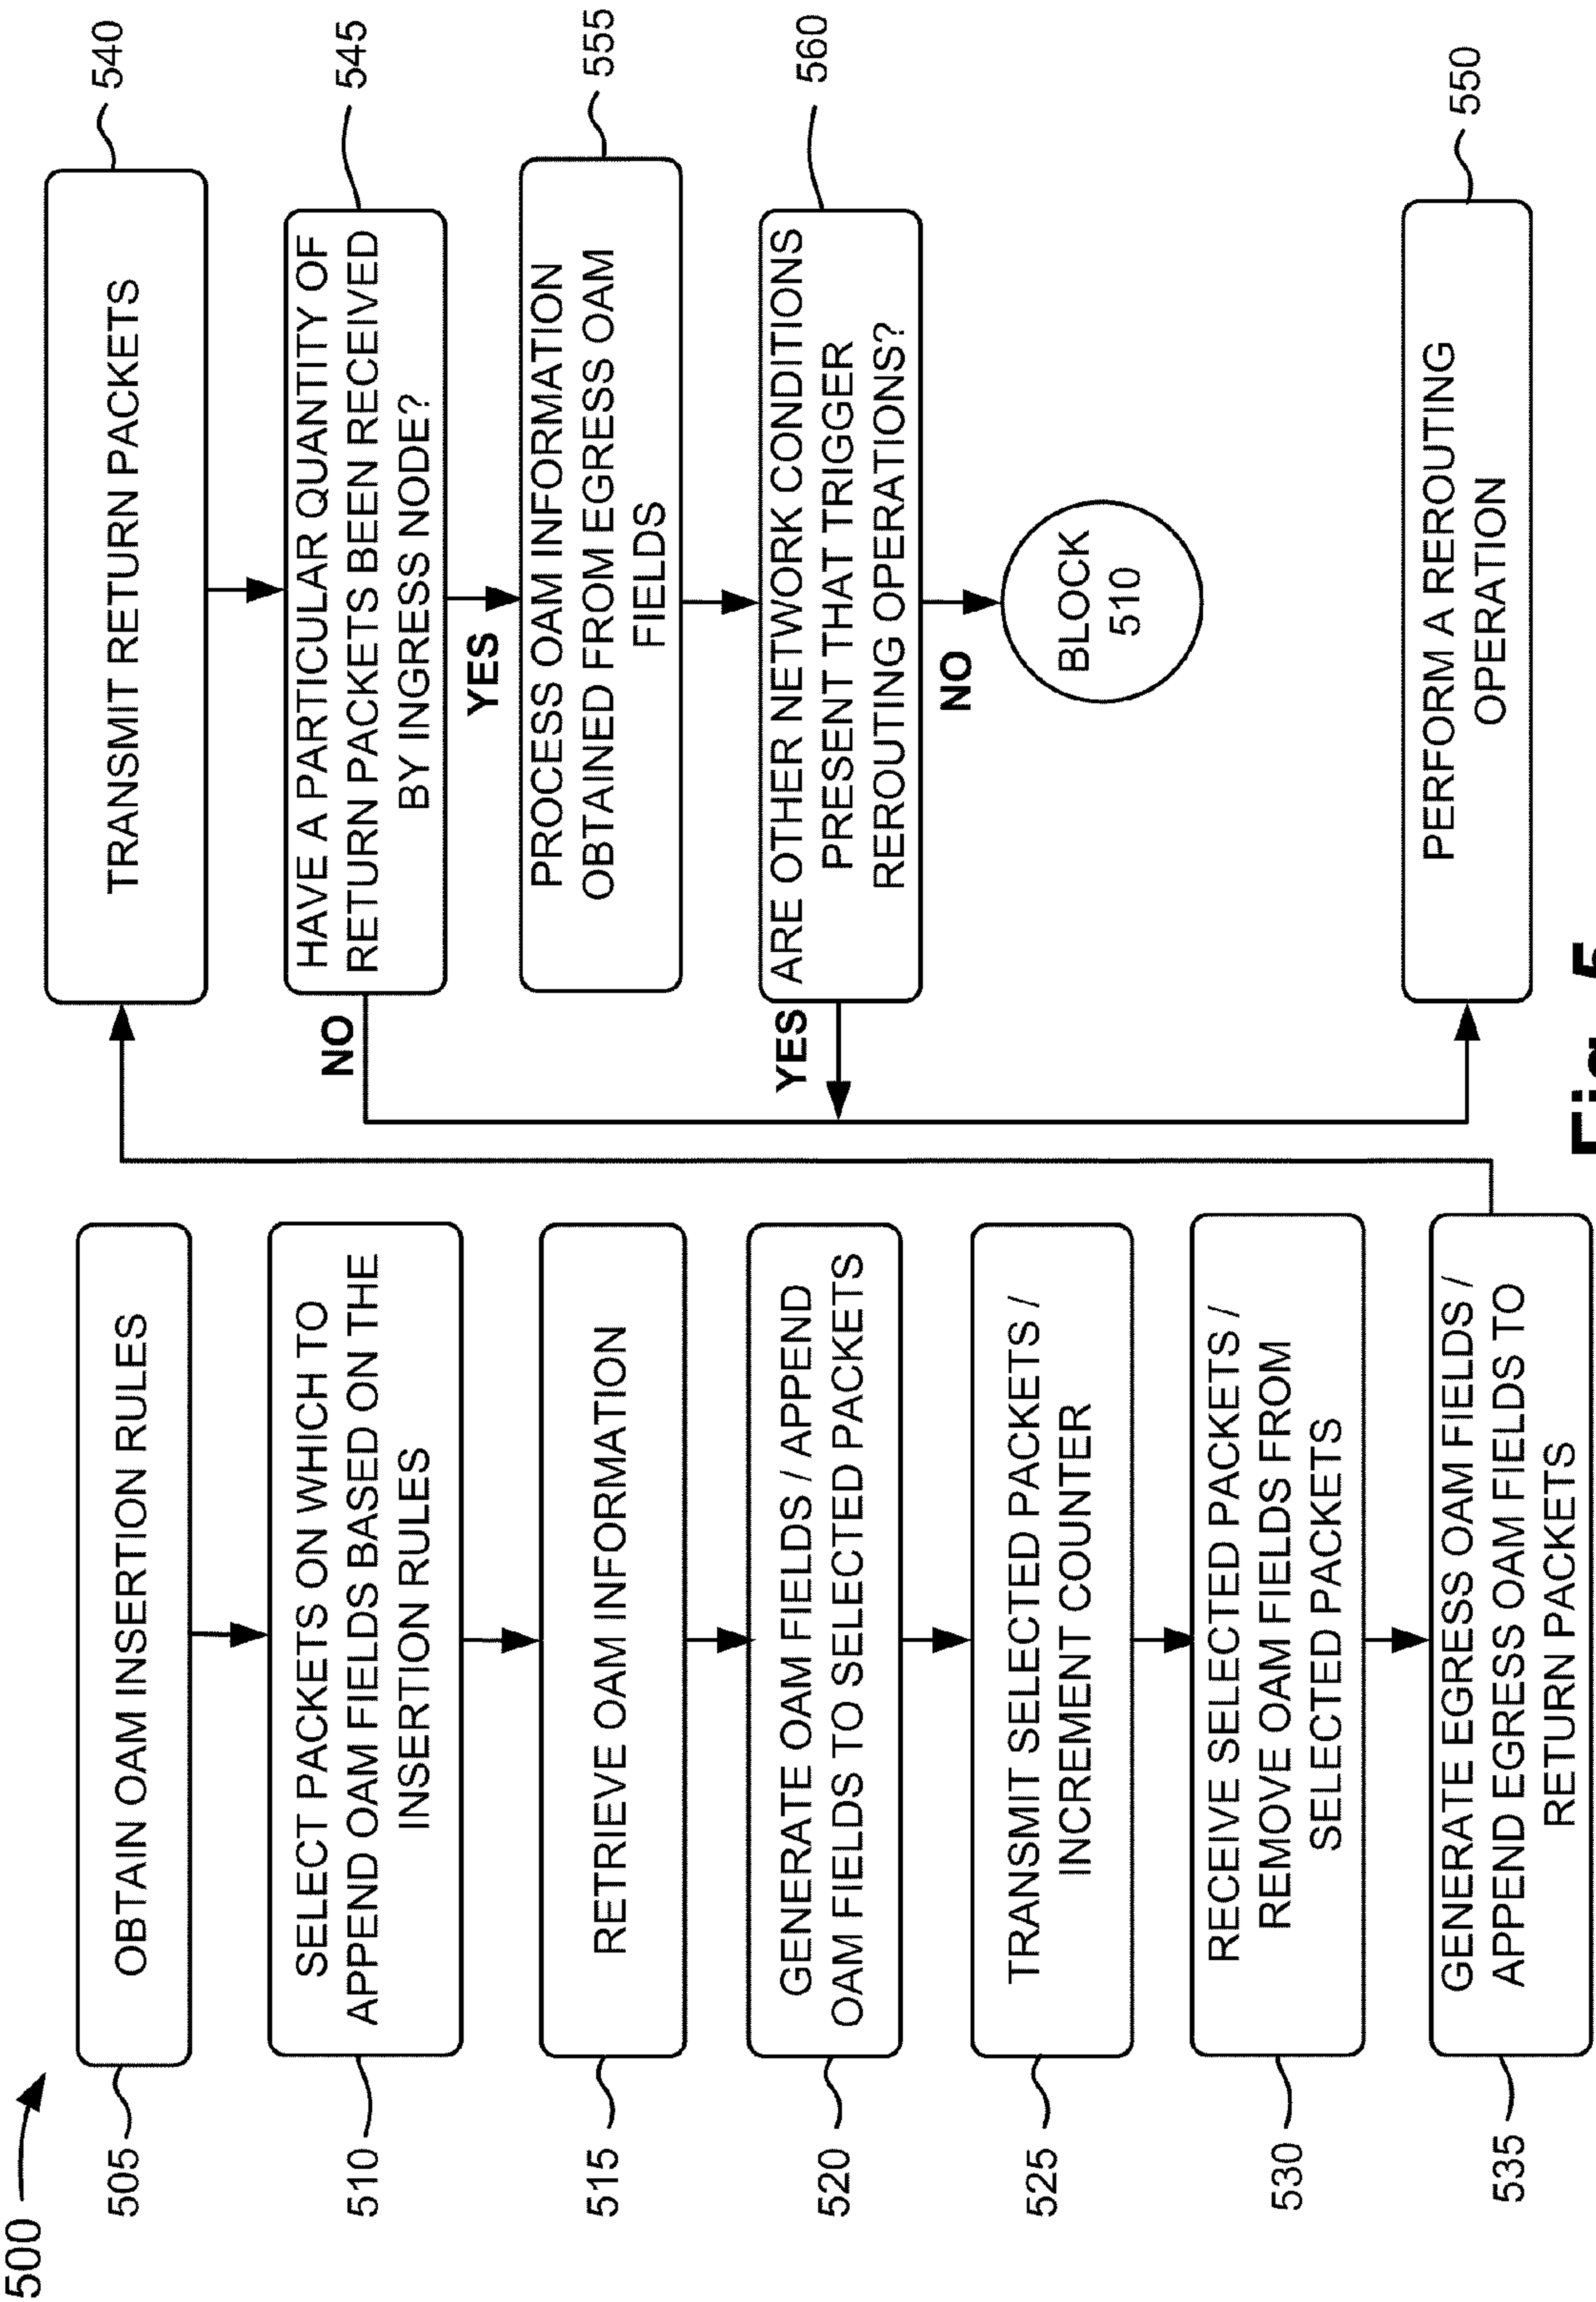 500
505
OBTAIN OAM INSERTION RULES
510
SELECT PACKETS ON WHICH TO
APPEND OAM FIELDS BASED ON THE
INSERTION RULES
515
RETRIEVE OAM INFORMATION
520
GENERATE OAM FIELDS / APPEND
OAM FIELDS TO SELECTED PACKETS
525
TRANSMIT SELECTED PACKETS /
INCREMENT COUNTER
530
RECEIVE SELECTED PACKETS /
REMOVE OAM FIELDS FROM
SELECTED PACKETS
535
GENERATE EGRESS OAM FIELDS /
APPEND EGRESS OAM FIELDS TO
RETURN PACKETS
540
TRANSMIT RETURN PACKETS
545
HAVE A PARTICULAR QUANTITY OF
RETURN PACKETS BEEN RECEIVED
BY INGRESS NODE?
NO
YES
555
PROCESS OAM INFORMATION
OBTAINED FROM EGRESS OAM
FIELDS
560
ARE OTHER NETWORK CONDITIONS
PRESENT THAT TRIGGER
REROUTING OPERATIONS?
YES
NO
BLOCK
510
550
PERFORM A REROUTING
OPERATION